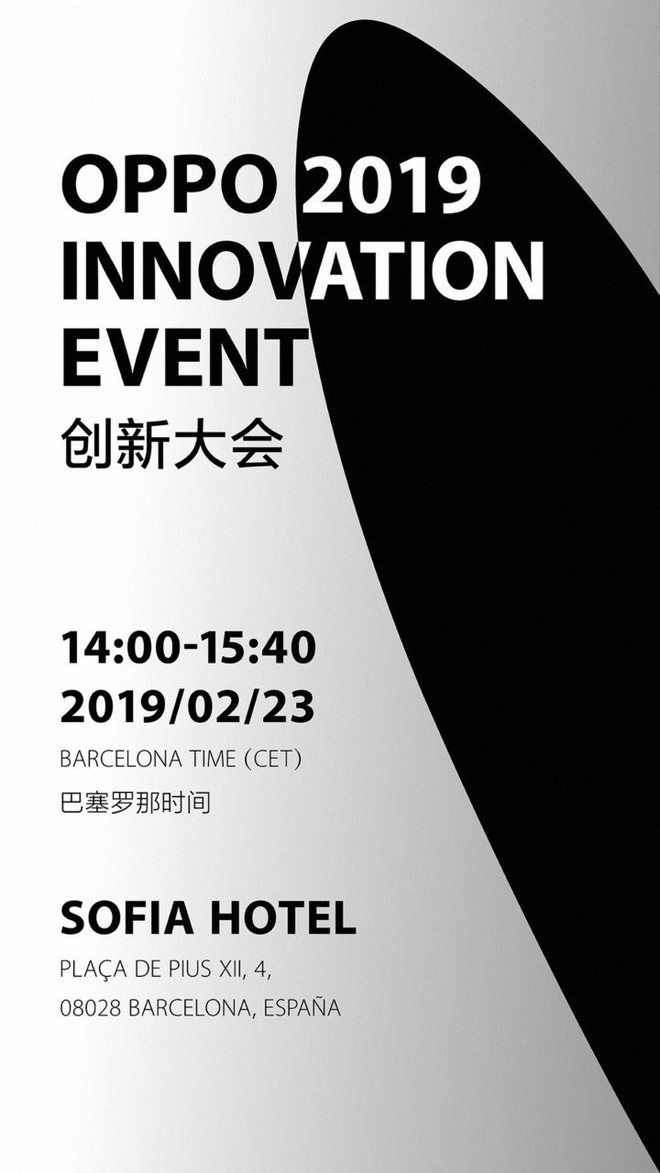 OPPO 2019
INNOVATION
EVENT
创新大会
14:00-15:40
2019/02/23
BARCELONA TIME (CET)
巴塞罗那时间
SOFIA HOTEL
PLAÇA DE PIUS XII, 4,
08028 BARCELONA, ESPAÑA